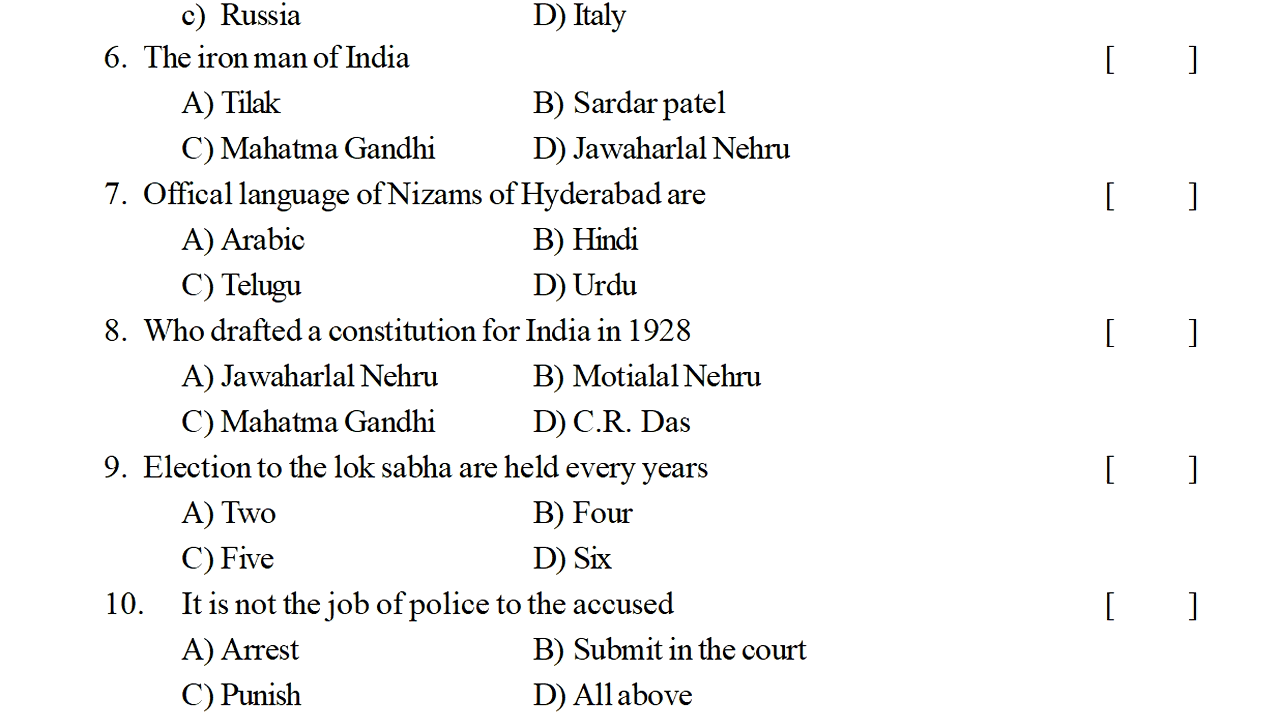 c) Russia D) Italy
6. The iron man of India [ ]
A) Tilak B) Sardar patel
C) Mahatma Gandhi D) Jawaharlal Nehru
7. Offical language of Nizams of Hyderabad are [ ]
A) Arabic B) Hindi
C) Telugu D) Urdu
8. Who drafted a constitution for India in 1928 [ ]
A) Jawaharlal Nehru B) Motialal Nehru
C) Mahatma Gandhi D) C.R. Das
9. Election to the lok sabha are held every years [ ]
A) Two B) Four
C) Five D) Six
10. It is not the job of police to the accused [ ]
A) Arrest B) Submit in the court
C) Punish D) All above